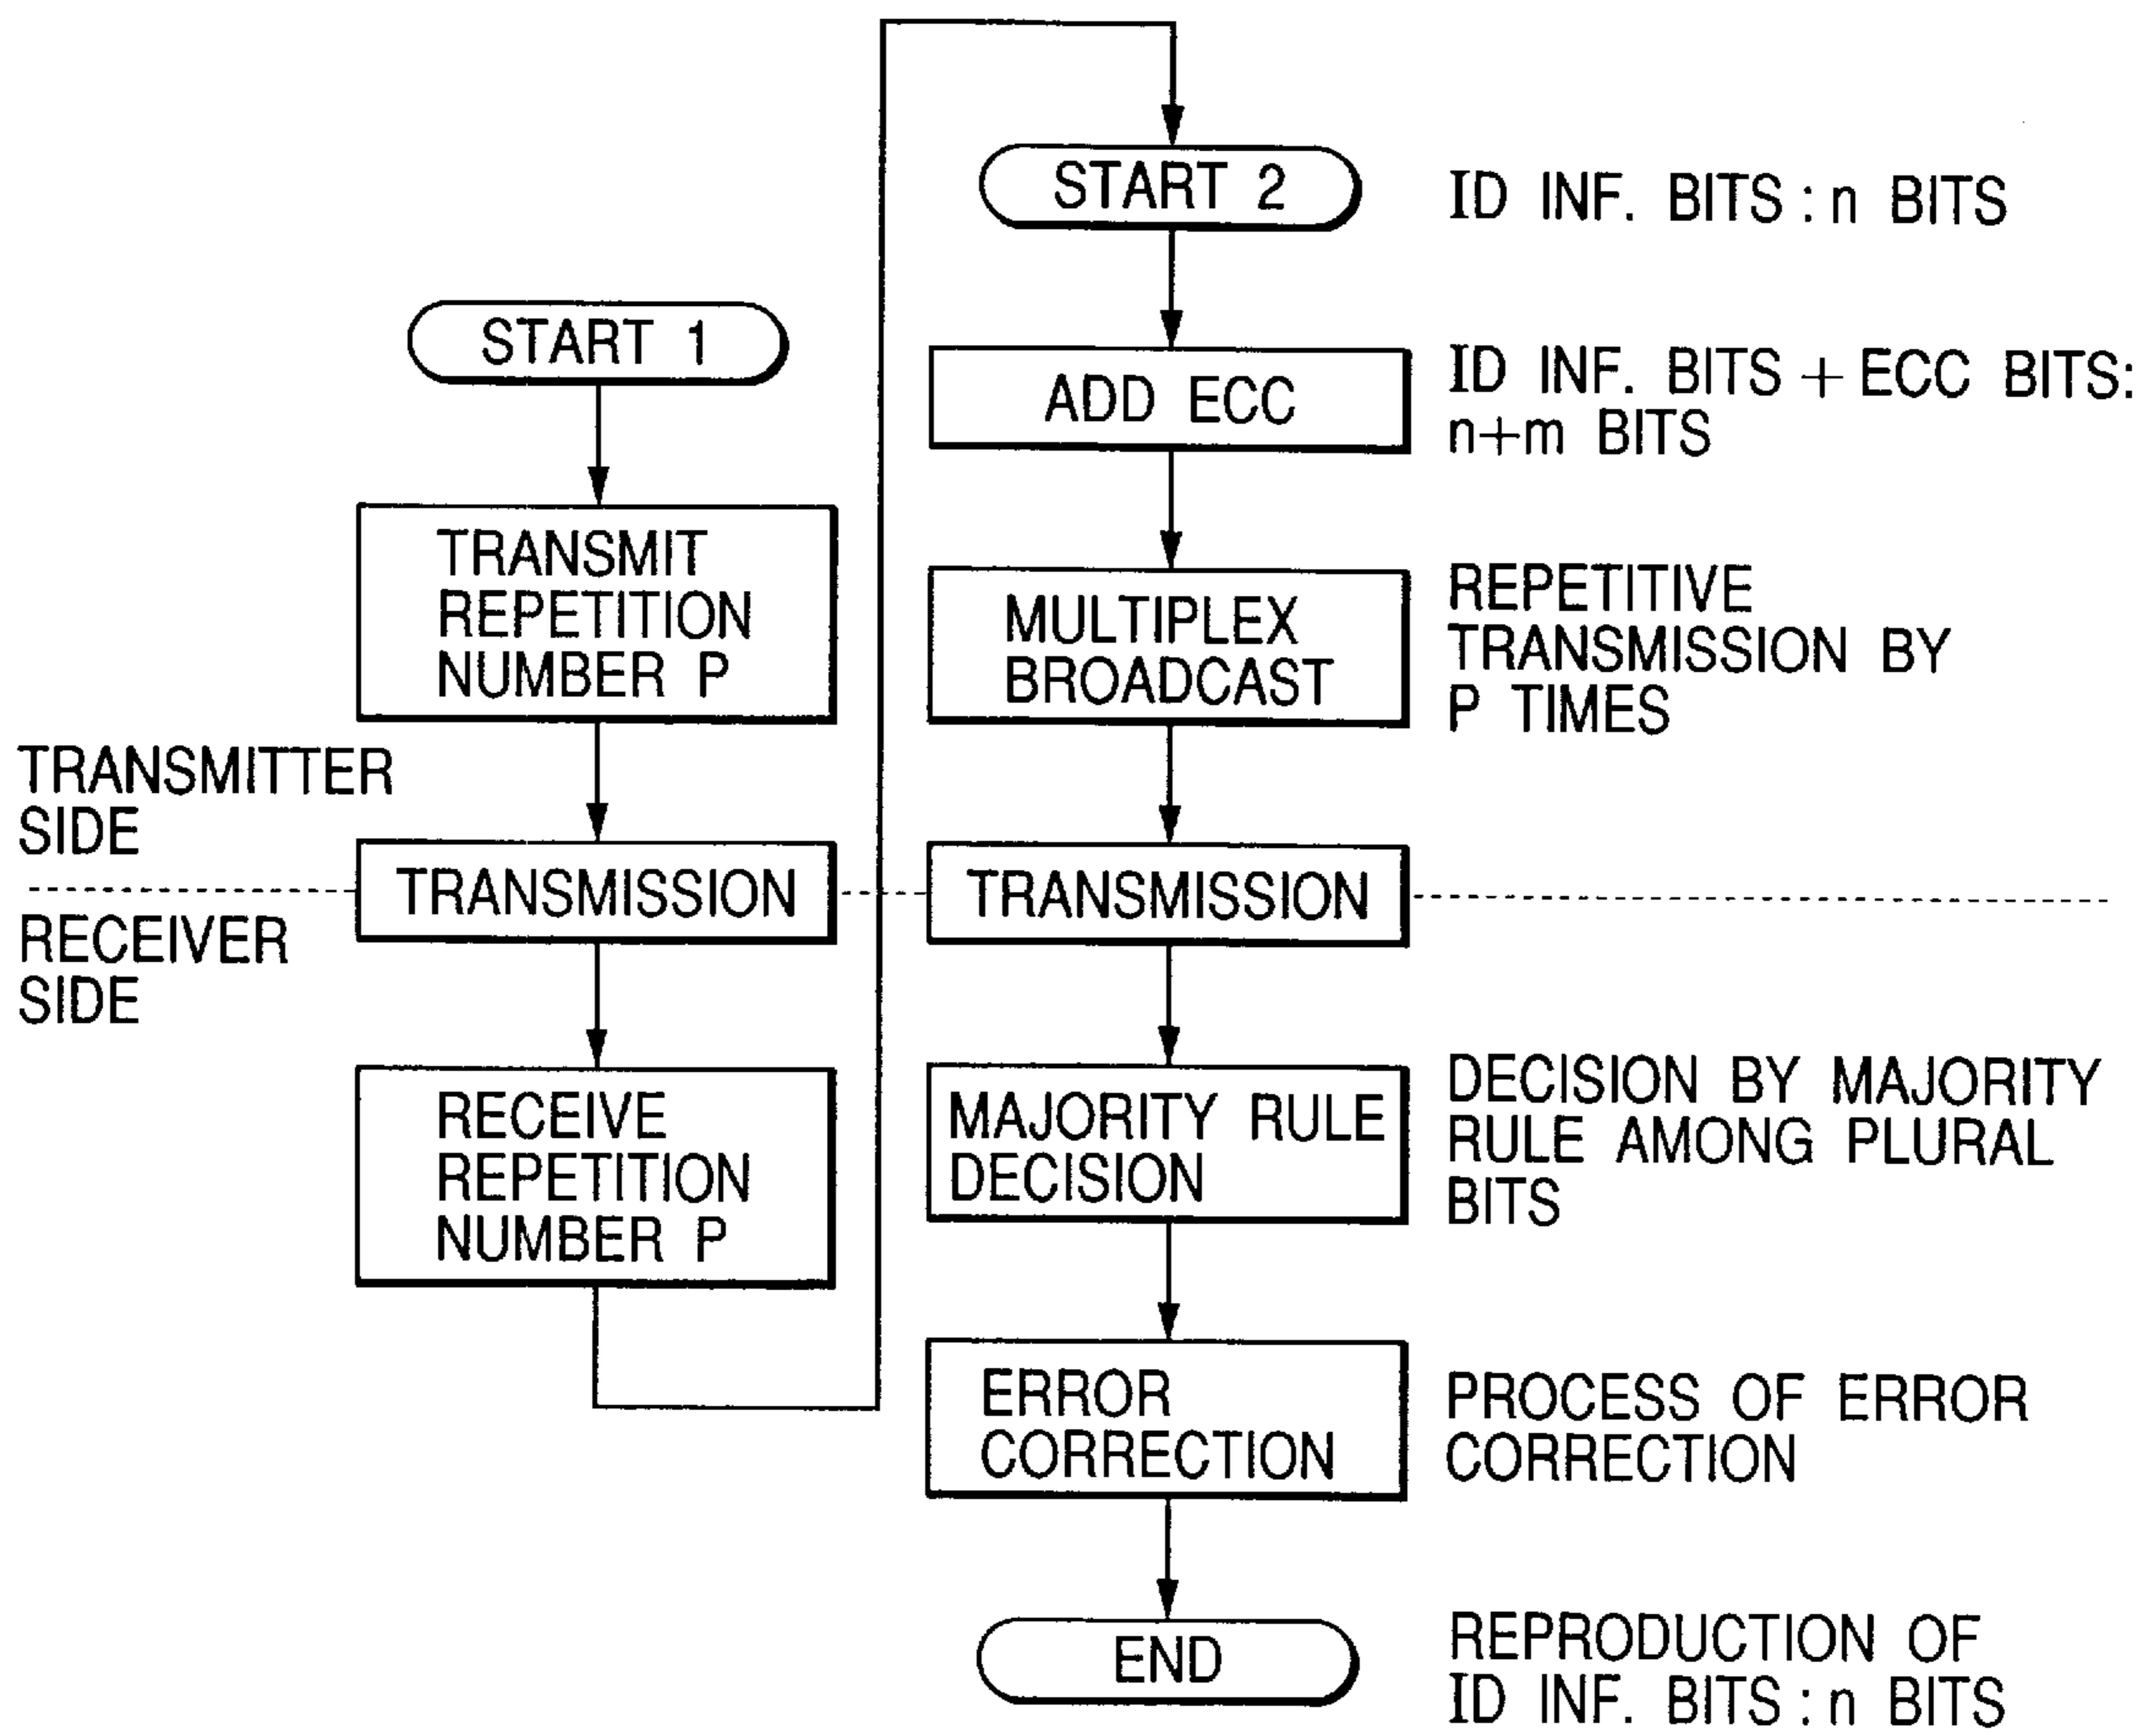 START 1
TRANSMIT
REPETITION
NUMBER P
TRANSMITTER
SIDE
TRANSMISSION
RECEIVER
SIDE
RECEIVE
REPETITION
NUMBER P
START 2
ID INF. BITS : n BITS
ADD ECC
ID INF. BITS + ECC BITS:
n+m BITS
MULTIPLEX
BROADCAST
REPETITIVE
TRANSMISSION BY
P TIMES
TRANSMISSION
MAJORITY RULE
DECISION
DECISION BY MAJORITY
RULE AMONG PLURAL
BITS
ERROR
CORRECTION
PROCESS OF ERROR
CORRECTION
END
REPRODUCTION OF
ID INF. BITS : n BITS